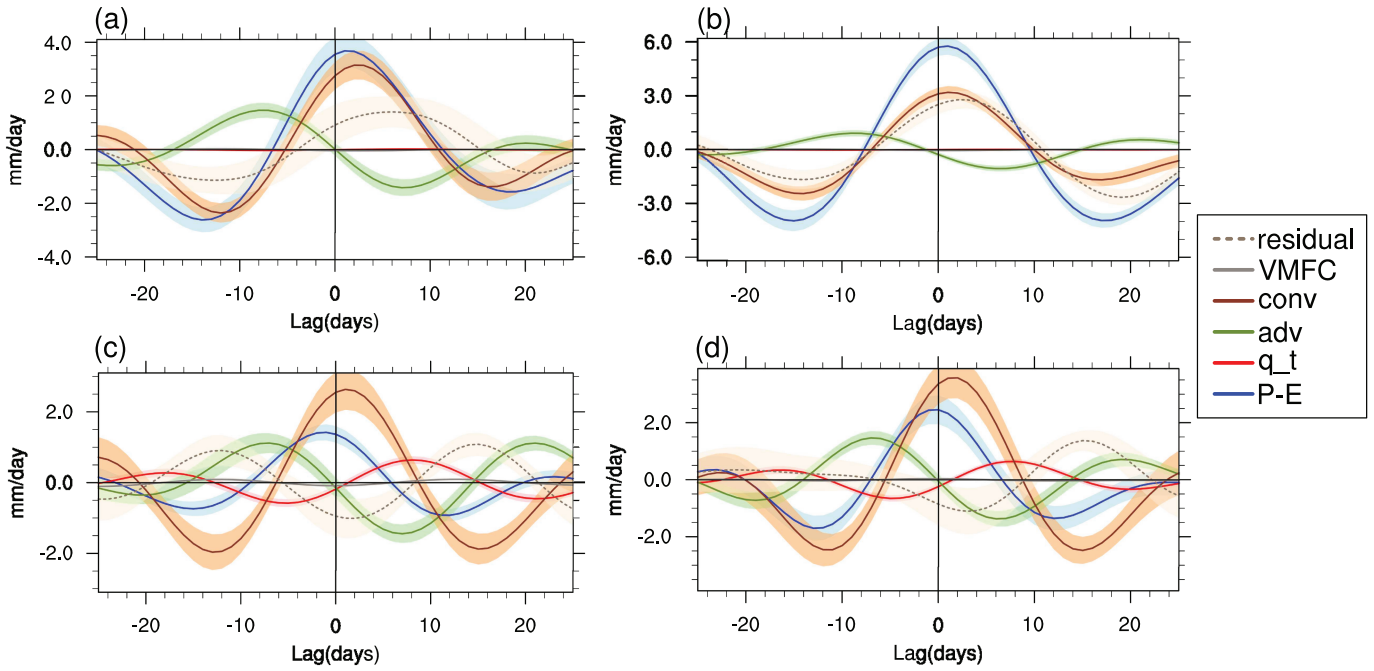 (a)
(b)
4.0
2 0
0.0
-2.0
-4.0
mm/day
-20
-10
0
10
20
Lag(days)
6.0
3.0
0.0
-3.0
-6.0
mm/day
-20
-10
0
10
20
Lag(days)
residual
VMFC
conv
adv
q_t
P-E
(c)
(d)
2.0
0.0
-2.0
mm/day
-20
-10
0
10
20
Lag(days)
2.0
0.0
-2.0
mm/day
-20
-10
0
10
20
Lag(days)